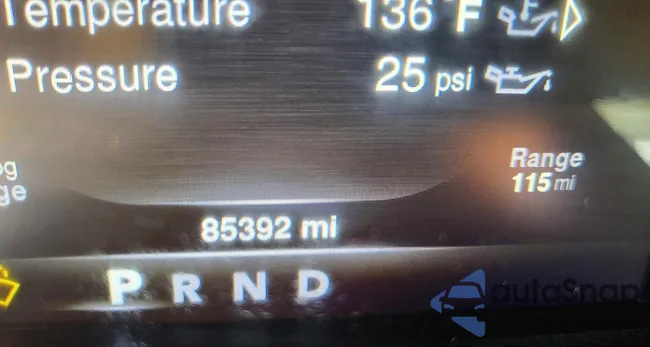 Temperature 136 °F
Pressure 25 psi
Range
115 mi
85392 mi
P R N D
autoSnap